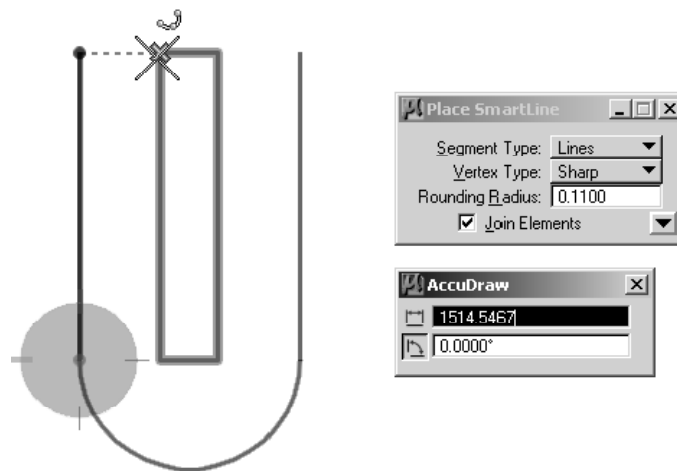 Place SmartLine
Segment Type: Lines
Vertex Type: Sharp
Rounding Radius: 0.1100
Join Elements
AccuDraw
1514.5467
0.0000°